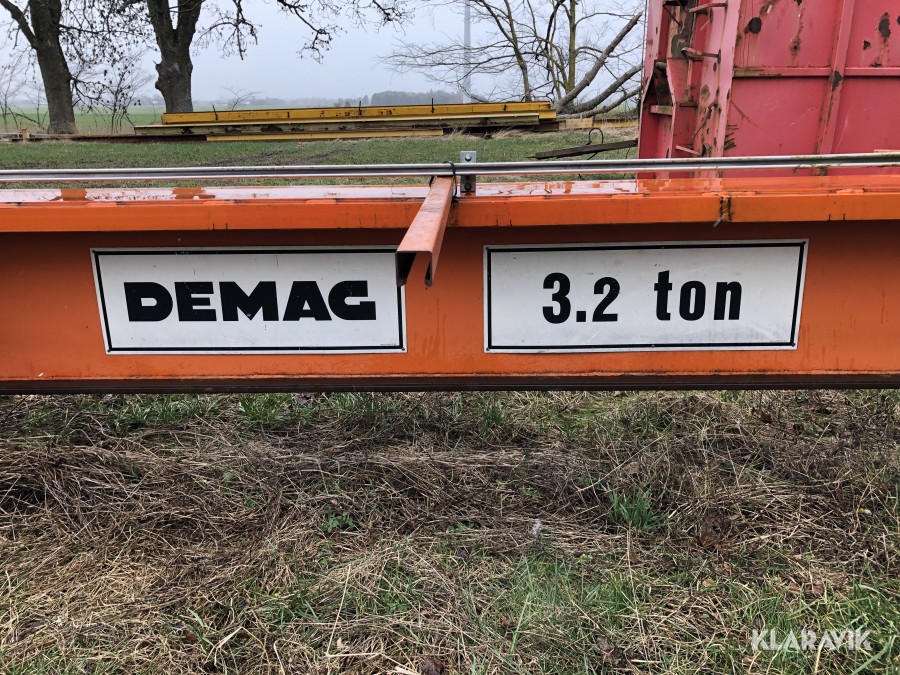 DEMAG
3.2 ton
KLARAVIK